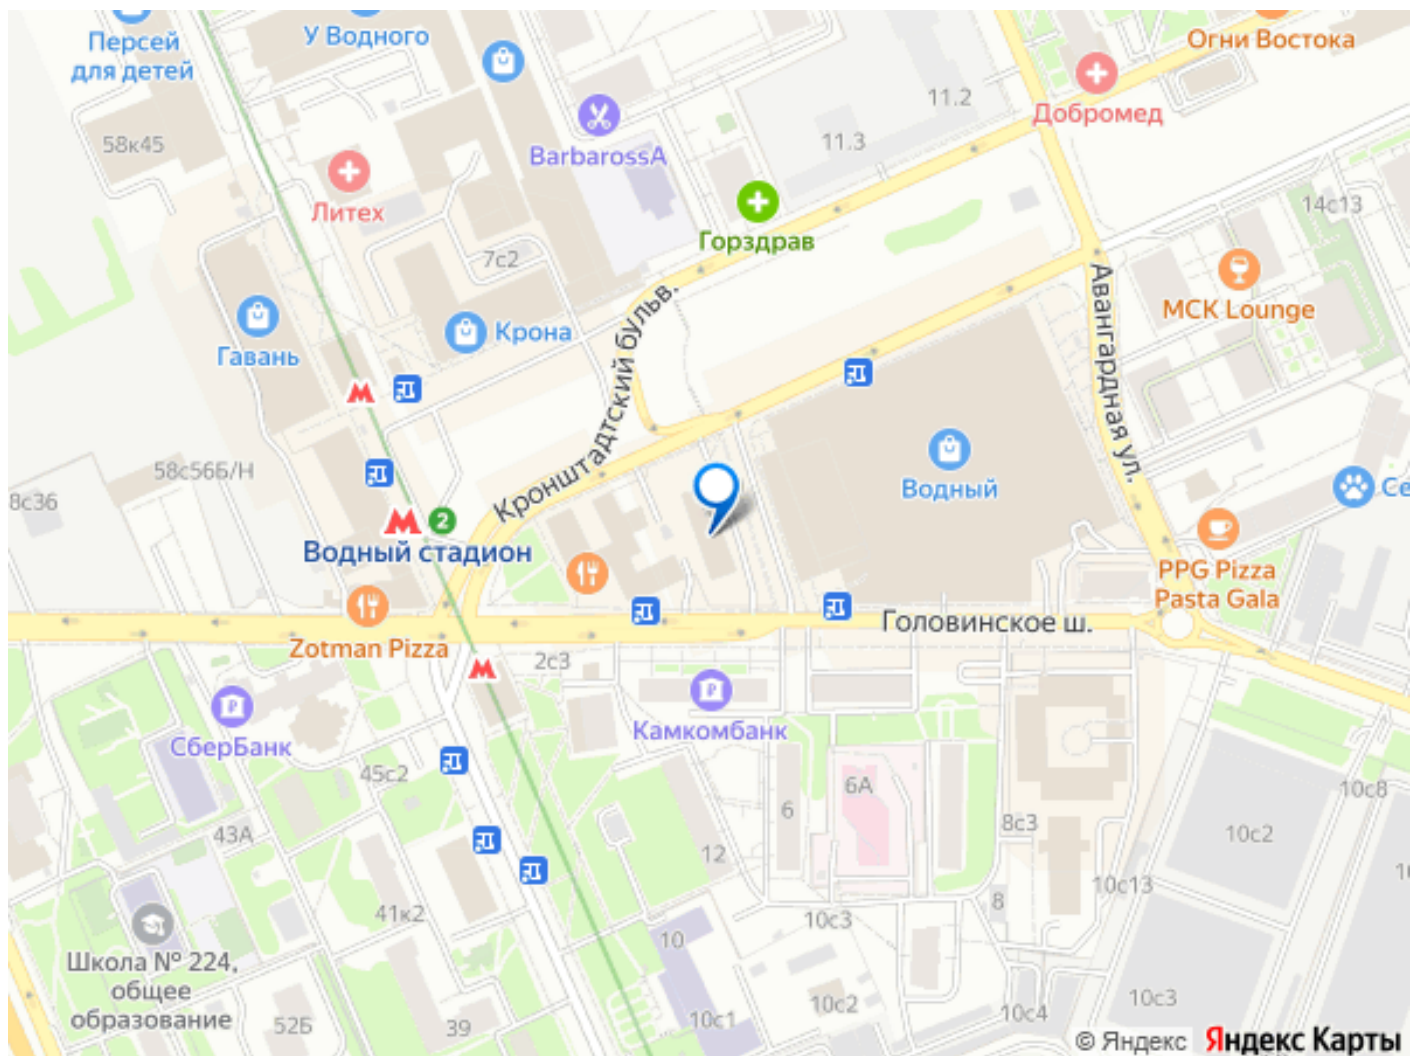 Персей
для детей
У Водного
Огни Востока
11.2
Добромед
58к45
11.3
BarbarossA
Литех
14с13
Горздрав
7с2
МСК Lounge
Крона
Гавань
Кронштадтский бульв.
Авангардная ул.
58с56Б/Н
8с36
Водный
Се
2
Водный стадион
PPG Pizza
Pasta Gala
Головинское ш.
Zotman Pizza
2с3
Камкомбанк
СберБанк
45с2
6А
10с8
6
8с3
10с2
43А
12
10с13
8
41к2
10с3
10
Школа № 224,
общее
образование
52Б
39
10с1
10с2
10с4
10с3
© Яндекс Яндекс Карты